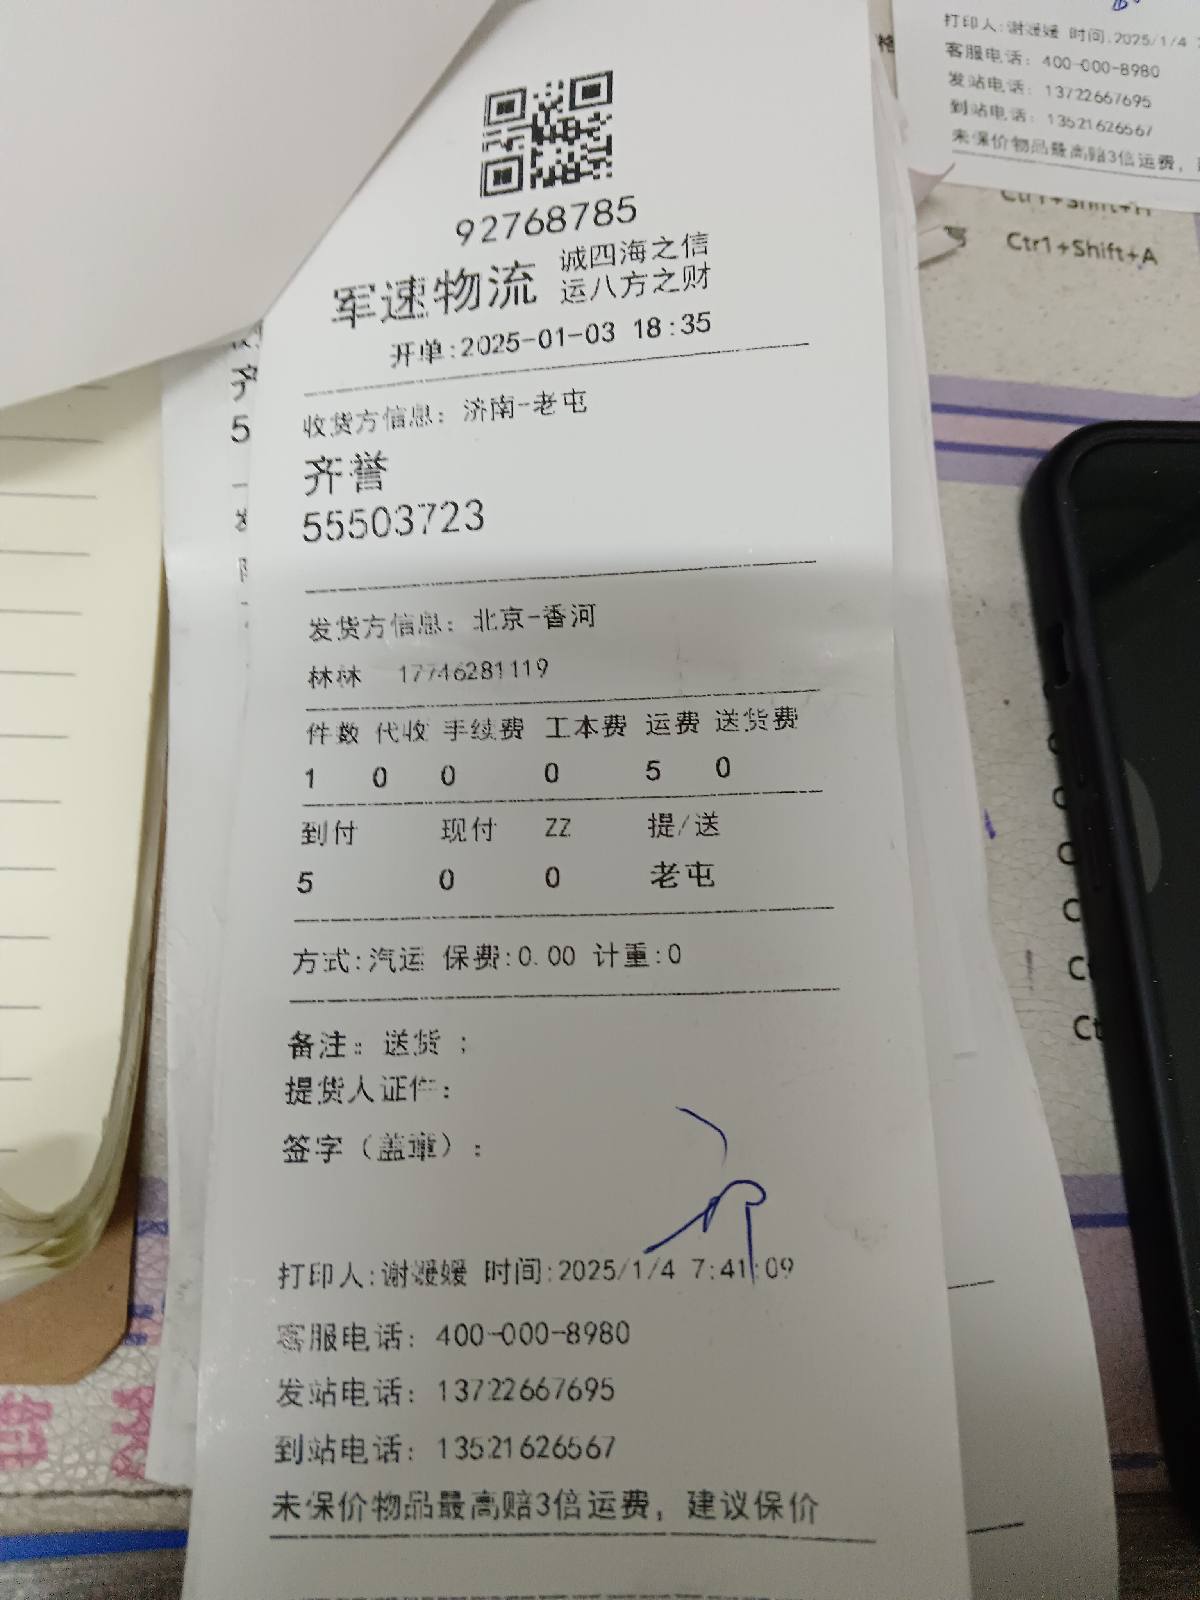 92768785
军速物流 诚四海之信
运八方之财
开单:2025-01-03 18:35
收货方信息: 济南-老屯
齐誉
55503723
发货方信息: 北京-香河
林林 17746281119
件数 代收 手续费 工本费 运费 送货费
1 0 0 0 5 0
到付 现付 ZZ 提/送
5 0 0 老屯
方式:汽运 保费:0.00 计重:0
备注: 送货 ;
提货人证件:
签字（盖章）:
打印人:谢媛媛 时间:2025/1/4 7:41:09
客服电话: 400-000-8980
发站电话: 13722667695
到站电话: 13521626567
未保价物品最高赔3倍运费, 建议保价
打印人:谢媛媛 时间:2025/1/4
客服电话: 400-000-8980
发站电话: 13722667695
到站电话: 13521626567
未保价物品最高赔3倍运费,
Ctr1+Shift+A